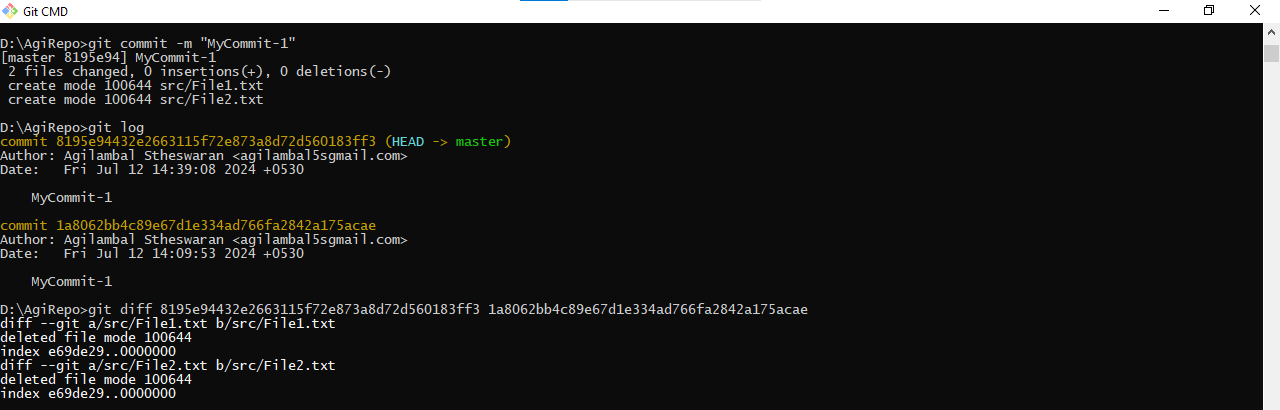 Git CMD
D:\AgiRepo>git commit -m "MyCommit-1"
[master 8195e94] MyCommit-1
 2 files changed, 0 insertions(+), 0 deletions(-)
 create mode 100644 src/File1.txt
 create mode 100644 src/File2.txt
D:\AgiRepo>git log
commit 8195e94432e2663115f72e873a8d72d560183ff3 (HEAD -> master)
Author: Agilambal Stheswaran <agilambal5sgmail.com>
Date:   Fri Jul 12 14:39:08 2024 +0530
    MyCommit-1
commit 1a8062bb4c89e67d1e334ad766fa2842a175acae
Author: Agilambal Stheswaran <agilambal5sgmail.com>
Date:   Fri Jul 12 14:09:53 2024 +0530
    MyCommit-1
D:\AgiRepo>git diff 8195e94432e2663115f72e873a8d72d560183ff3 1a8062bb4c89e67d1e334ad766fa2842a175acae
diff --git a/src/File1.txt b/src/File1.txt
deleted file mode 100644
index e69de29..0000000
diff --git a/src/File2.txt b/src/File2.txt
deleted file mode 100644
index e69de29..0000000